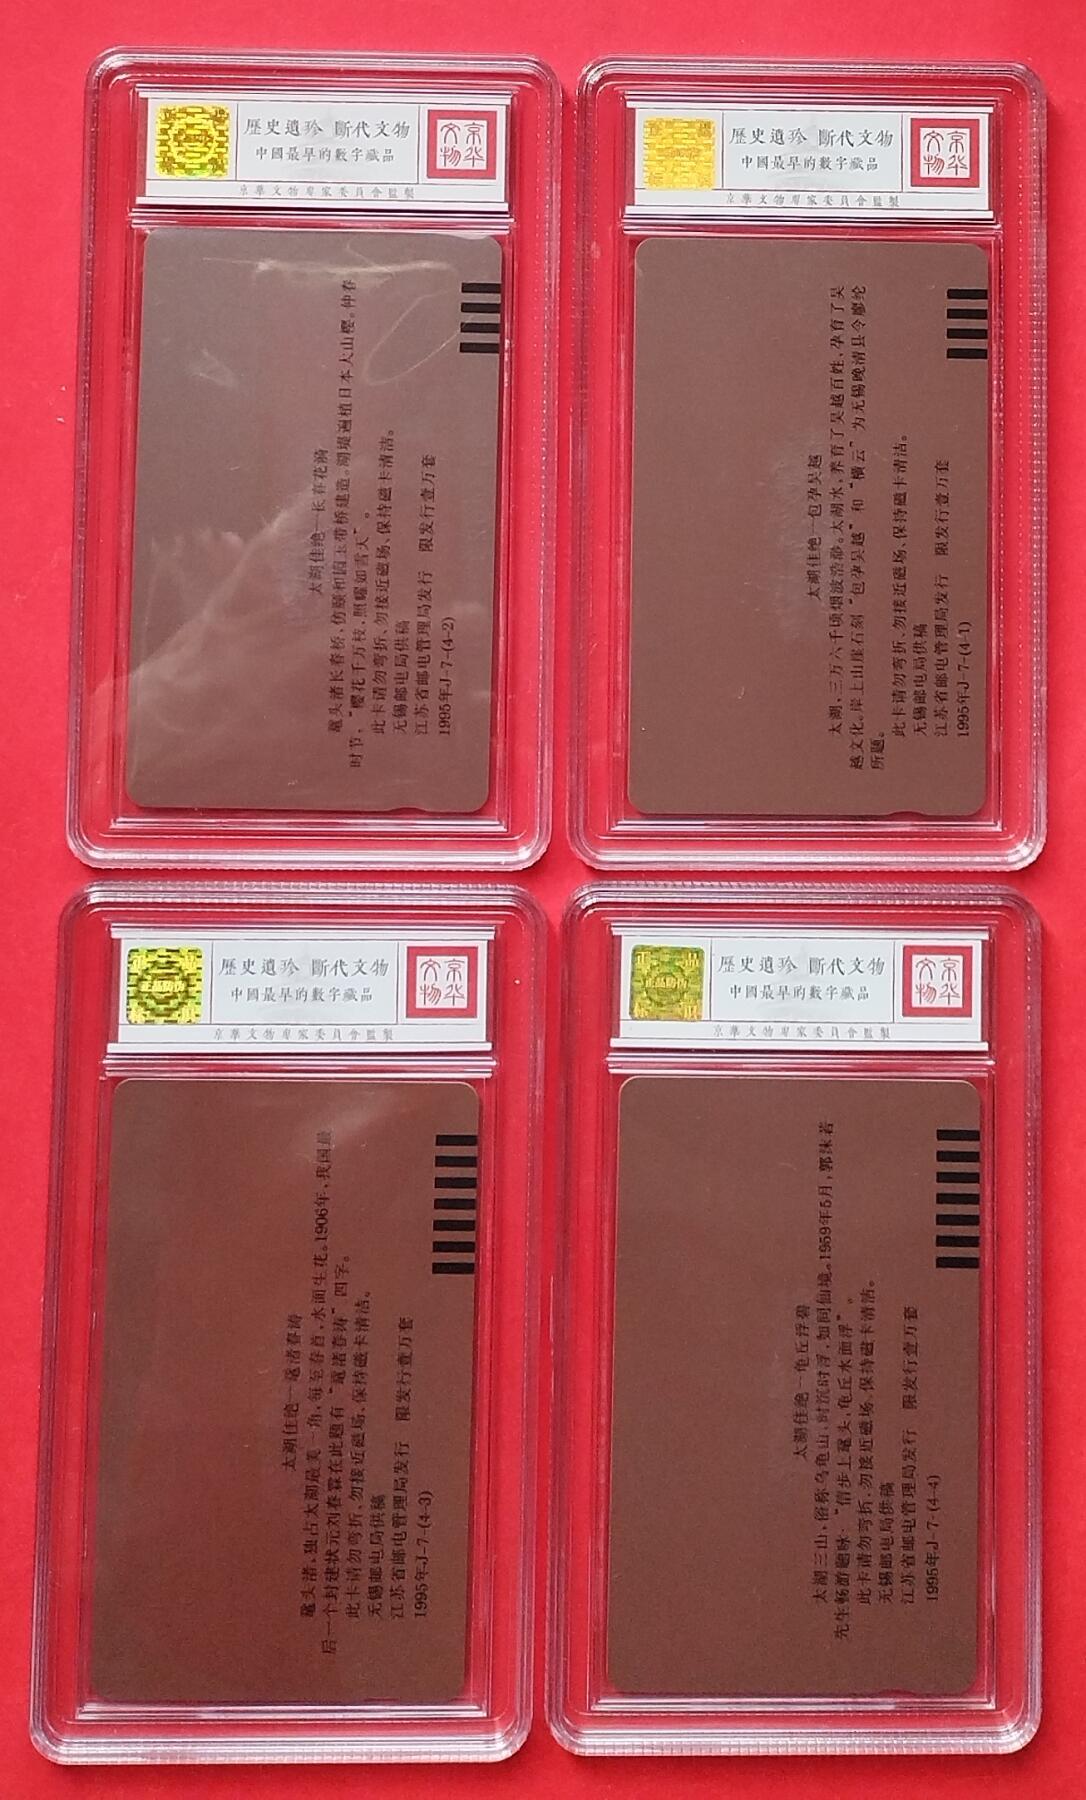 歷史遺珍 斷代文物
中國最早的數字藏品
京華文物專家委員會監製
京华文物
太湖佳绝—长春花漪
鼋头渚长春桥,仿颐和园玉带桥建造。湖堤遍植日本大山樱。仲春
时节,“樱花千万枝,照曜如雪天”。
此卡请勿弯折、勿接近磁场、保持磁卡清洁。
无锡邮电局供稿
江苏省邮电管理局发行 限发行壹万套
1995年J-7-(4-2)
歷史遺珍 斷代文物
中國最早的數字藏品
京華文物專家委員會監製
京华文物
太湖佳绝—包孕吴越
太湖,三万六千顷烟波浩渺。太湖水,养育了吴越百姓,孕育了吴
越文化。岸上山崖石刻“包孕吴越”和“横云”为无锡晚清县令廖纶
所题。
此卡请勿弯折、勿接近磁场、保持磁卡清洁。
无锡邮电局供稿
江苏省邮电管理局发行 限发行壹万套
1995年J-7-(4-1)
正品防伪
歷史遺珍 斷代文物
中國最早的數字藏品
京華文物專家委員會監製
京华文物
太湖佳绝—鼋渚春涛
鼋头渚,独占太湖最美一角,每至春首,水面生花。1906年,我国最
后一个封建状元刘春霖在此题有“鼋渚春涛”四字。
此卡请勿弯折、勿接近磁场、保持磁卡清洁。
无锡邮电局供稿
江苏省邮电管理局发行 限发行壹万套
1995年J-7-(4-3)
正品防伪
歷史遺珍 斷代文物
中國最早的數字藏品
京華文物專家委員會監製
京华文物
太湖佳绝—龟丘浮碧
太湖三山,俗称乌龟山,时沉时浮,如同仙境。1959年5月,郭沫若
先生畅游题咏:“倩步上鼋头,龟丘水面浮”。
此卡请勿弯折、勿接近磁场、保持磁卡清洁。
无锡邮电局供稿
江苏省邮电管理局发行 限发行壹万套
1995年J-7-(4-4)